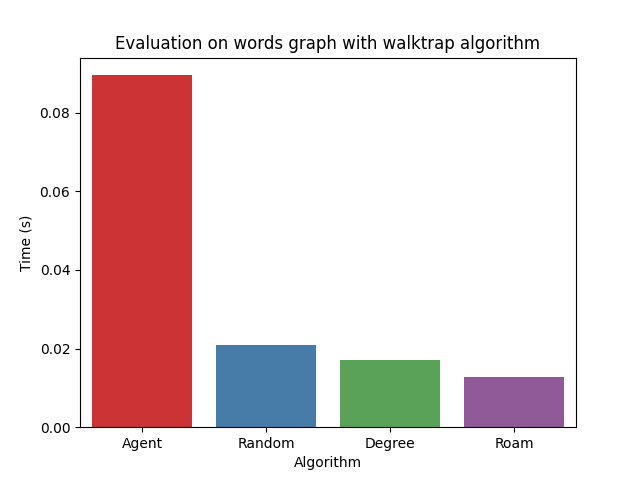 Evaluation on words graph with walktrap algorithm
Time (s)
0.08
0.06
0.04
0.02
0.00
Agent Random Degree Roam
Algorithm